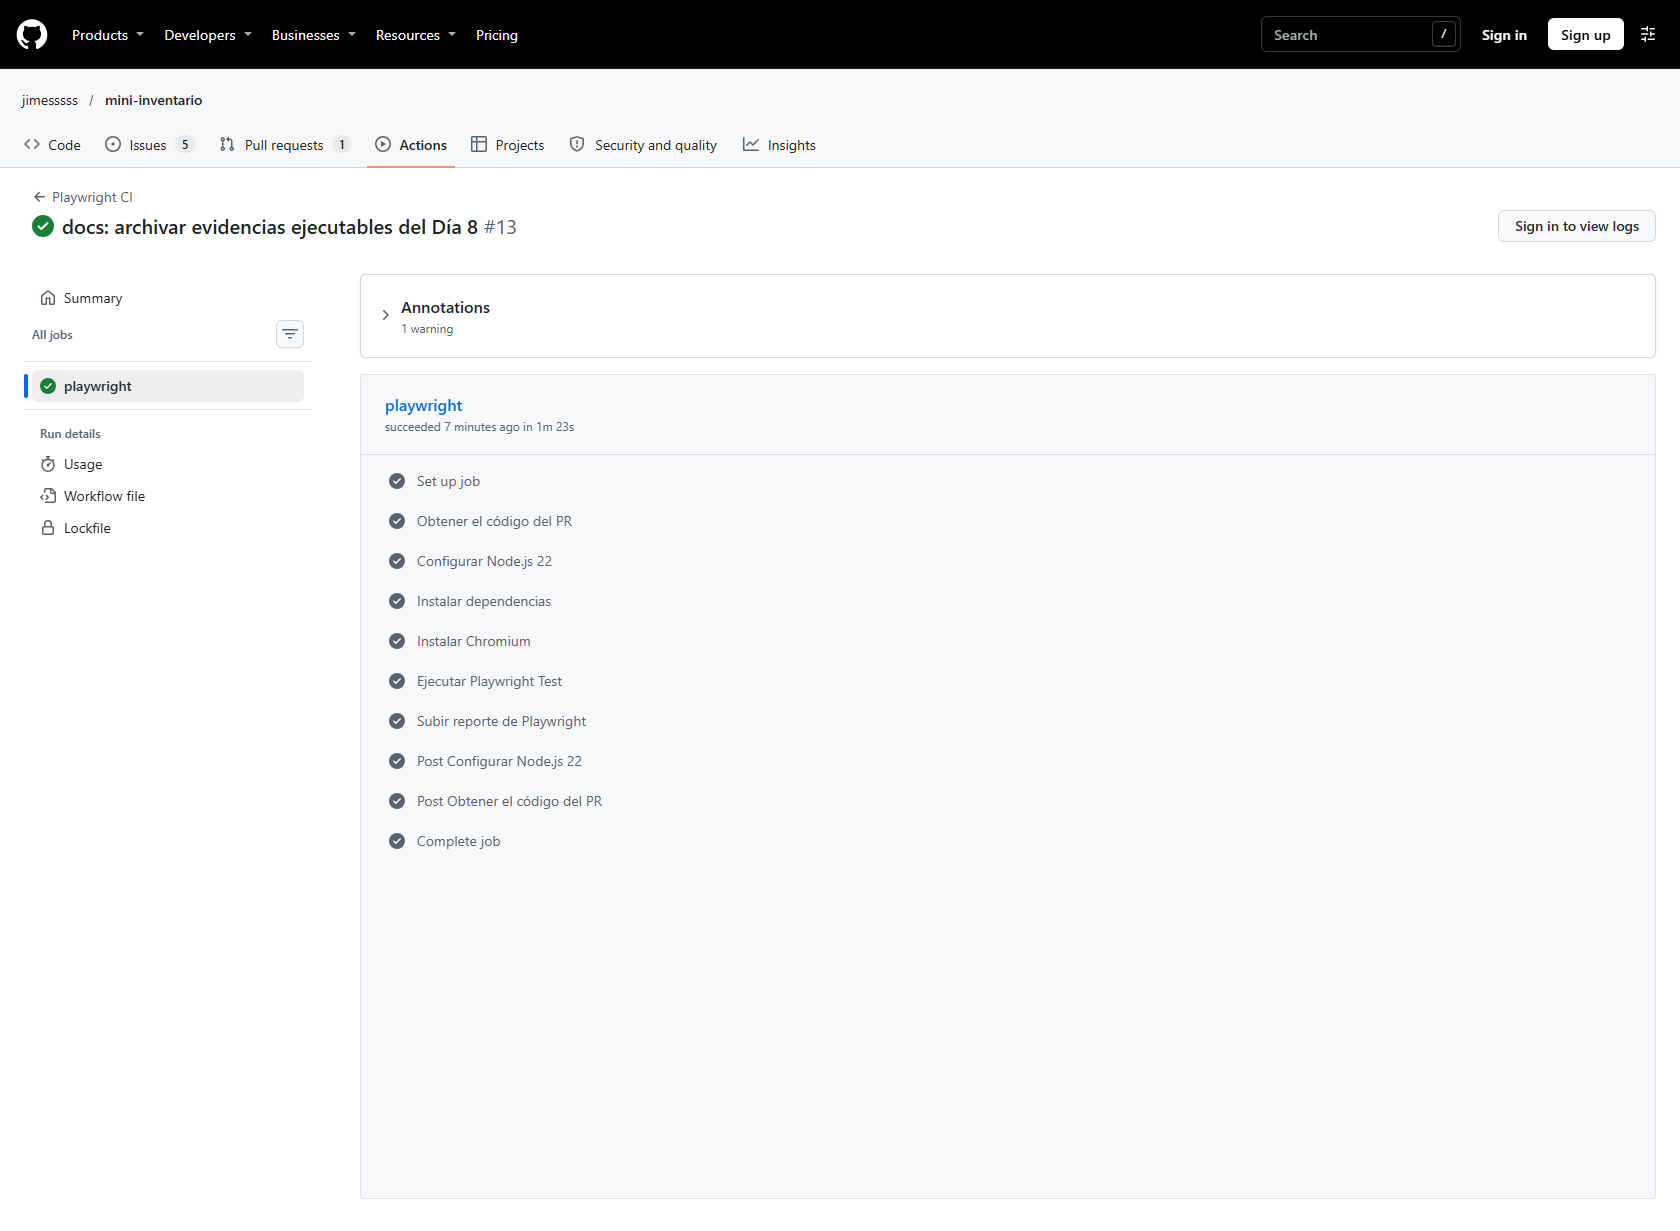 Products Developers Businesses Resources Pricing Search / Sign in Sign up
jimesssss / mini-inventario
Code Issues 5 Pull requests 1 Actions Projects Security and quality Insights
Playwright CI
docs: archivar evidencias ejecutables del Día 8 #13
Sign in to view logs
Summary
All jobs
playwright
Run details
Usage
Workflow file
Lockfile
Annotations
1 warning
playwright
succeeded 7 minutes ago in 1m 23s
Set up job
Obtener el código del PR
Configurar Node.js 22
Instalar dependencias
Instalar Chromium
Ejecutar Playwright Test
Subir reporte de Playwright
Post Configurar Node.js 22
Post Obtener el código del PR
Complete job